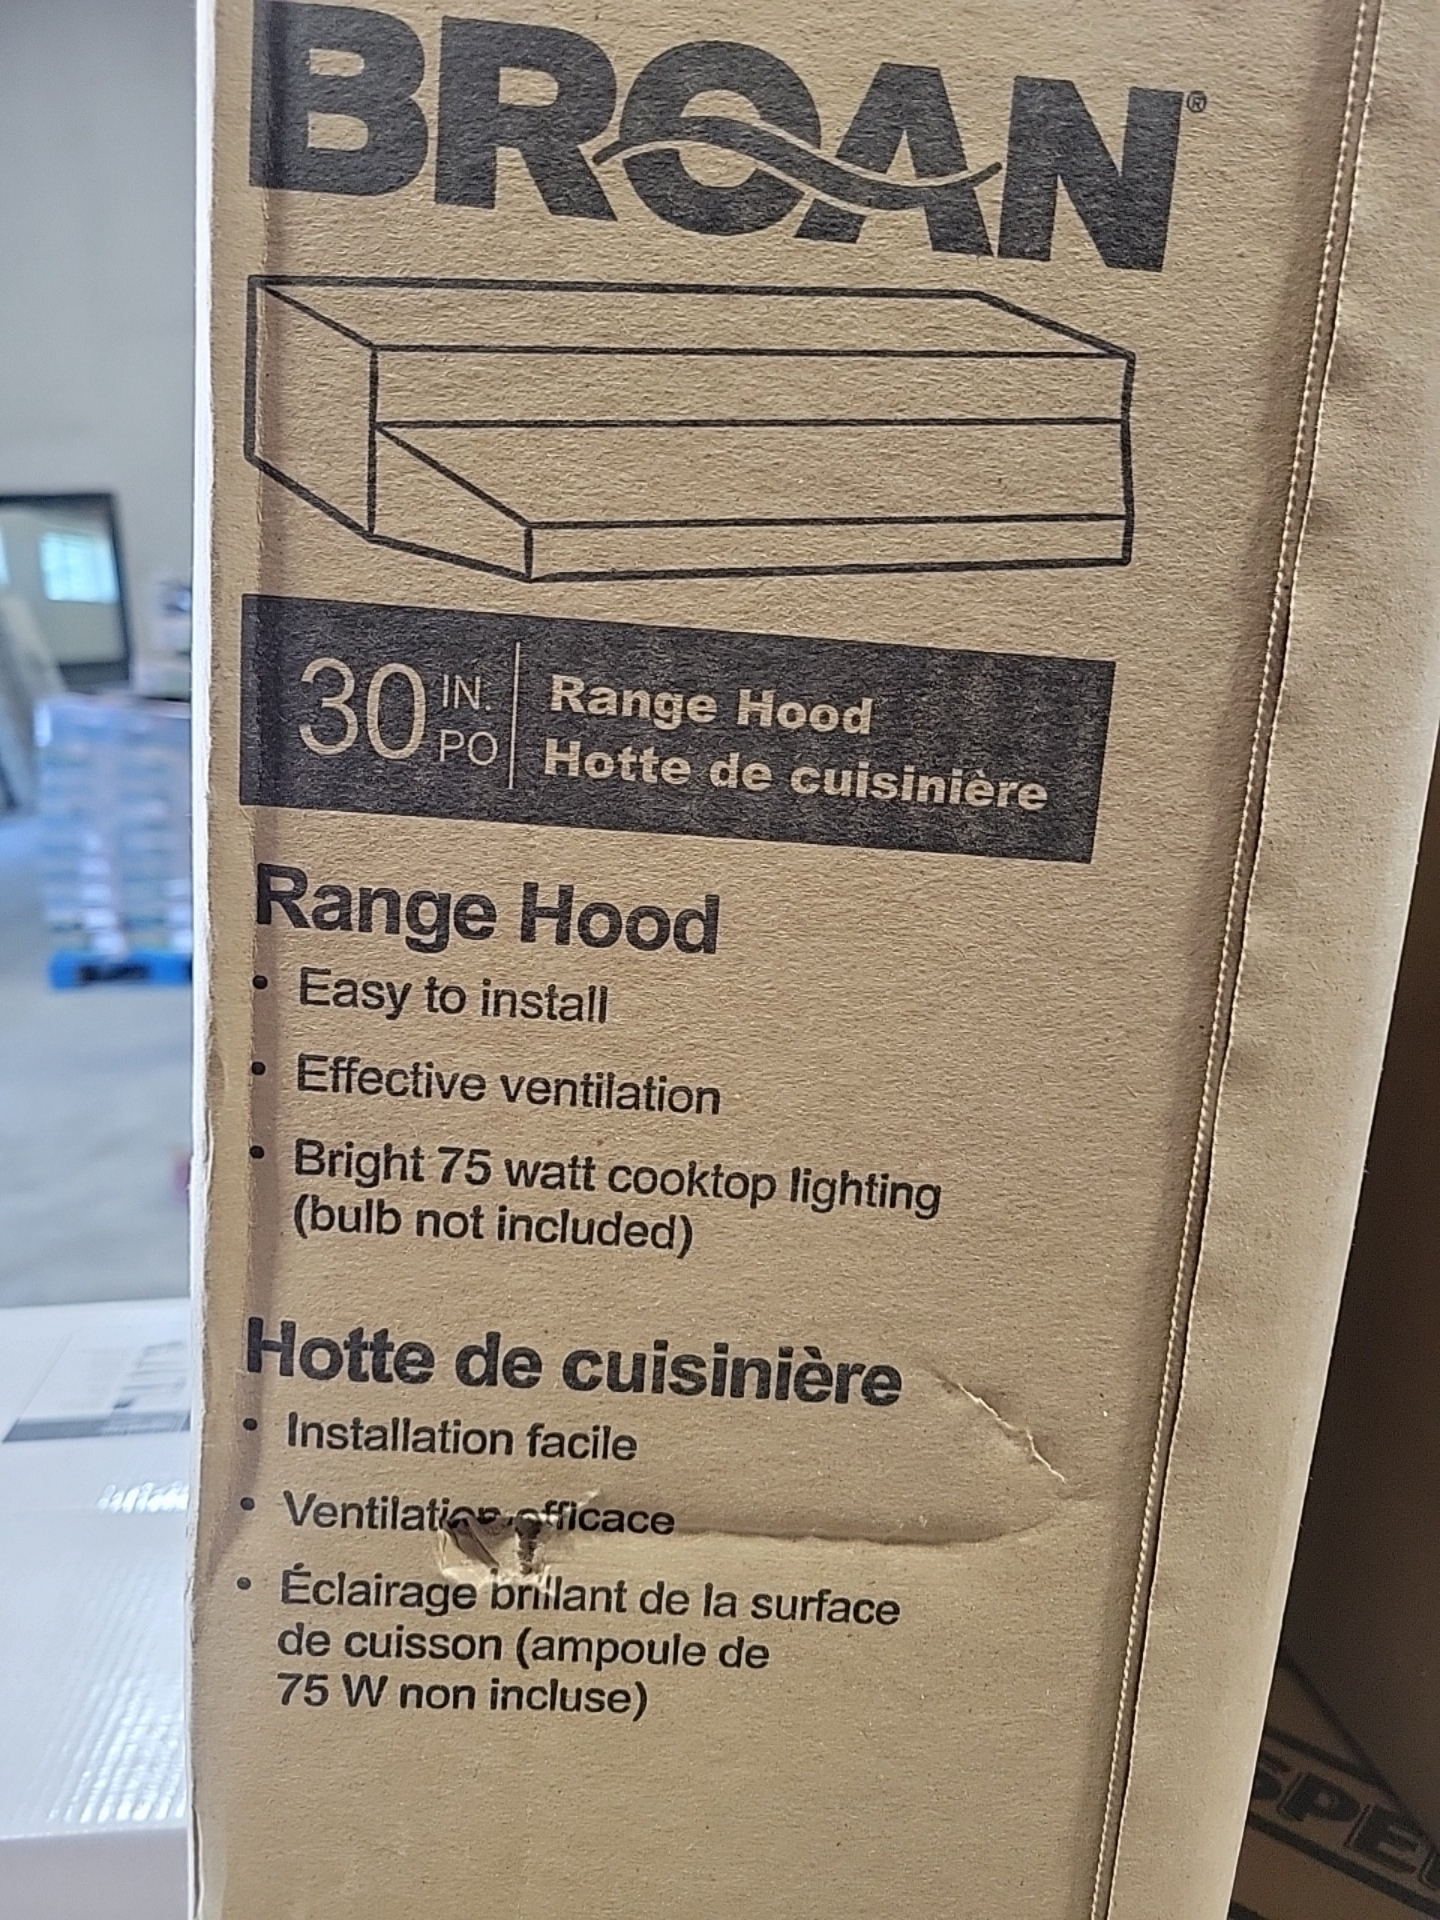 BROAN®
30 IN. PO
Range Hood
Hotte de cuisinière
Range Hood
• Easy to install
• Effective ventilation
• Bright 75 watt cooktop lighting
(bulb not included)
Hotte de cuisinière
• Installation facile
• Ventilation efficace
• Éclairage brillant de la surface
de cuisson (ampoule de
75 W non incluse)